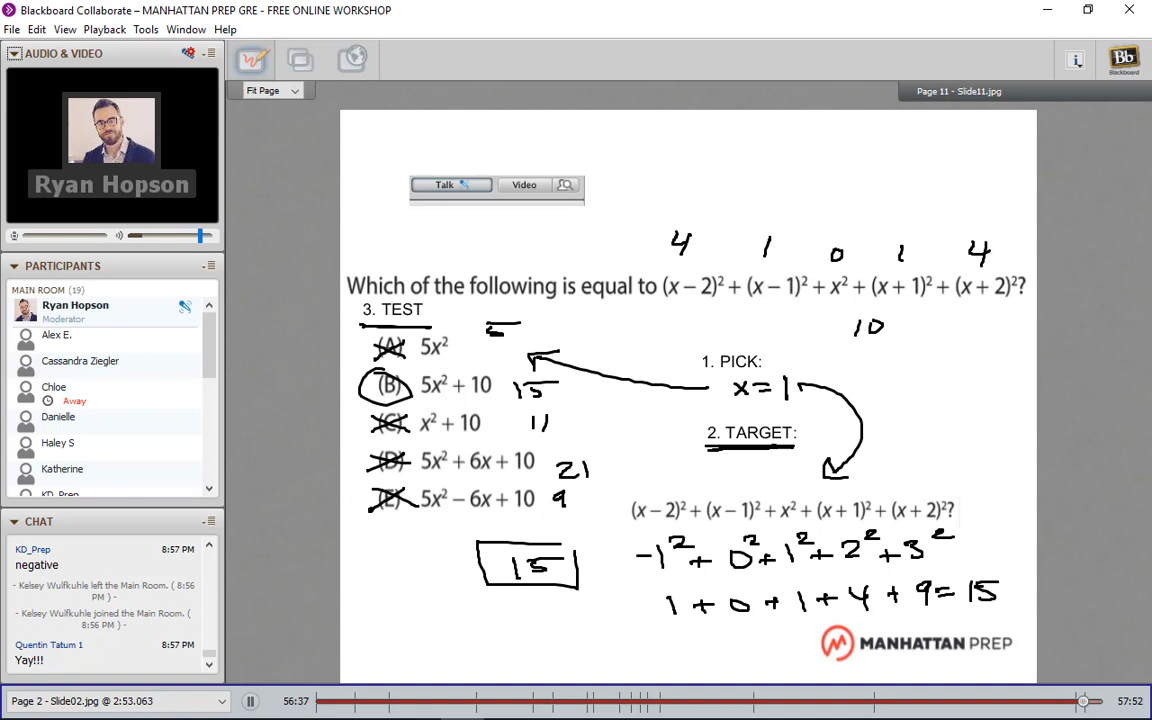 Blackboard Collaborate – MANHATTAN PREP GRE - FREE ONLINE WORKSHOP
File Edit View Playback Tools Window Help
AUDIO & VIDEO
Ryan Hopson
PARTICIPANTS
MAIN ROOM (19)
Ryan Hopson
Moderator
Alex E.
Cassandra Ziegler
Chloe
Away
Danielle
Haley S
Katherine
KD_Prep
CHAT
KD_Prep 8:57 PM
negative
- Kelsey Wulfkuhle left the Main Room. ( 8:56
PM ) -
- Kelsey Wulfkuhle joined the Main Room. (
8:56 PM ) -
Quentin Tatum 1 8:57 PM
Yay!!!
Fit Page
Page 11 - Slide11.jpg
i
Bb
Blackboard
Talk Video
4 1 0 1 4
Which of the following is equal to (x – 2)² + (x – 1)² + x² + (x + 1)² + (x + 2)²?
10
3. TEST
5
(A) 5x²
(B) 5x² + 10 15
(C) x² + 10 11
(D) 5x² + 6x + 10 21
(E) 5x² – 6x + 10 9
15
1. PICK:
x = 1
2. TARGET:
(x – 2)² + (x – 1)² + x² + (x + 1)² + (x + 2)²?
-1² + 0² + 1² + 2² + 3²
1 + 0 + 1 + 4 + 9 = 15
MANHATTAN PREP
Page 2 - Slide02.jpg @ 2:53.063
56:37
57:52